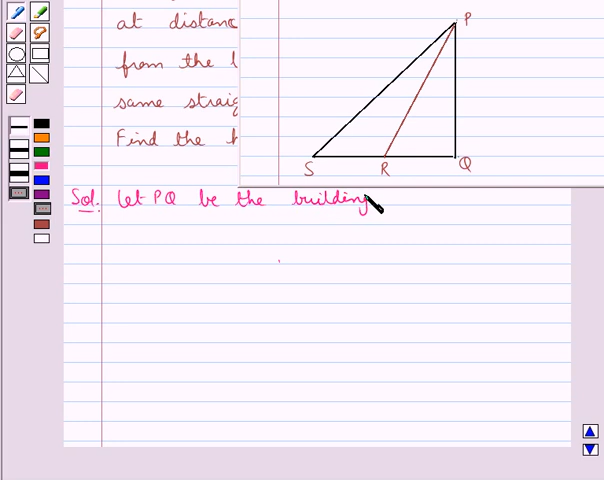 at distanc
from the l
same straig
Find the h
P
S
R
Q
Sol. Let PQ be the building